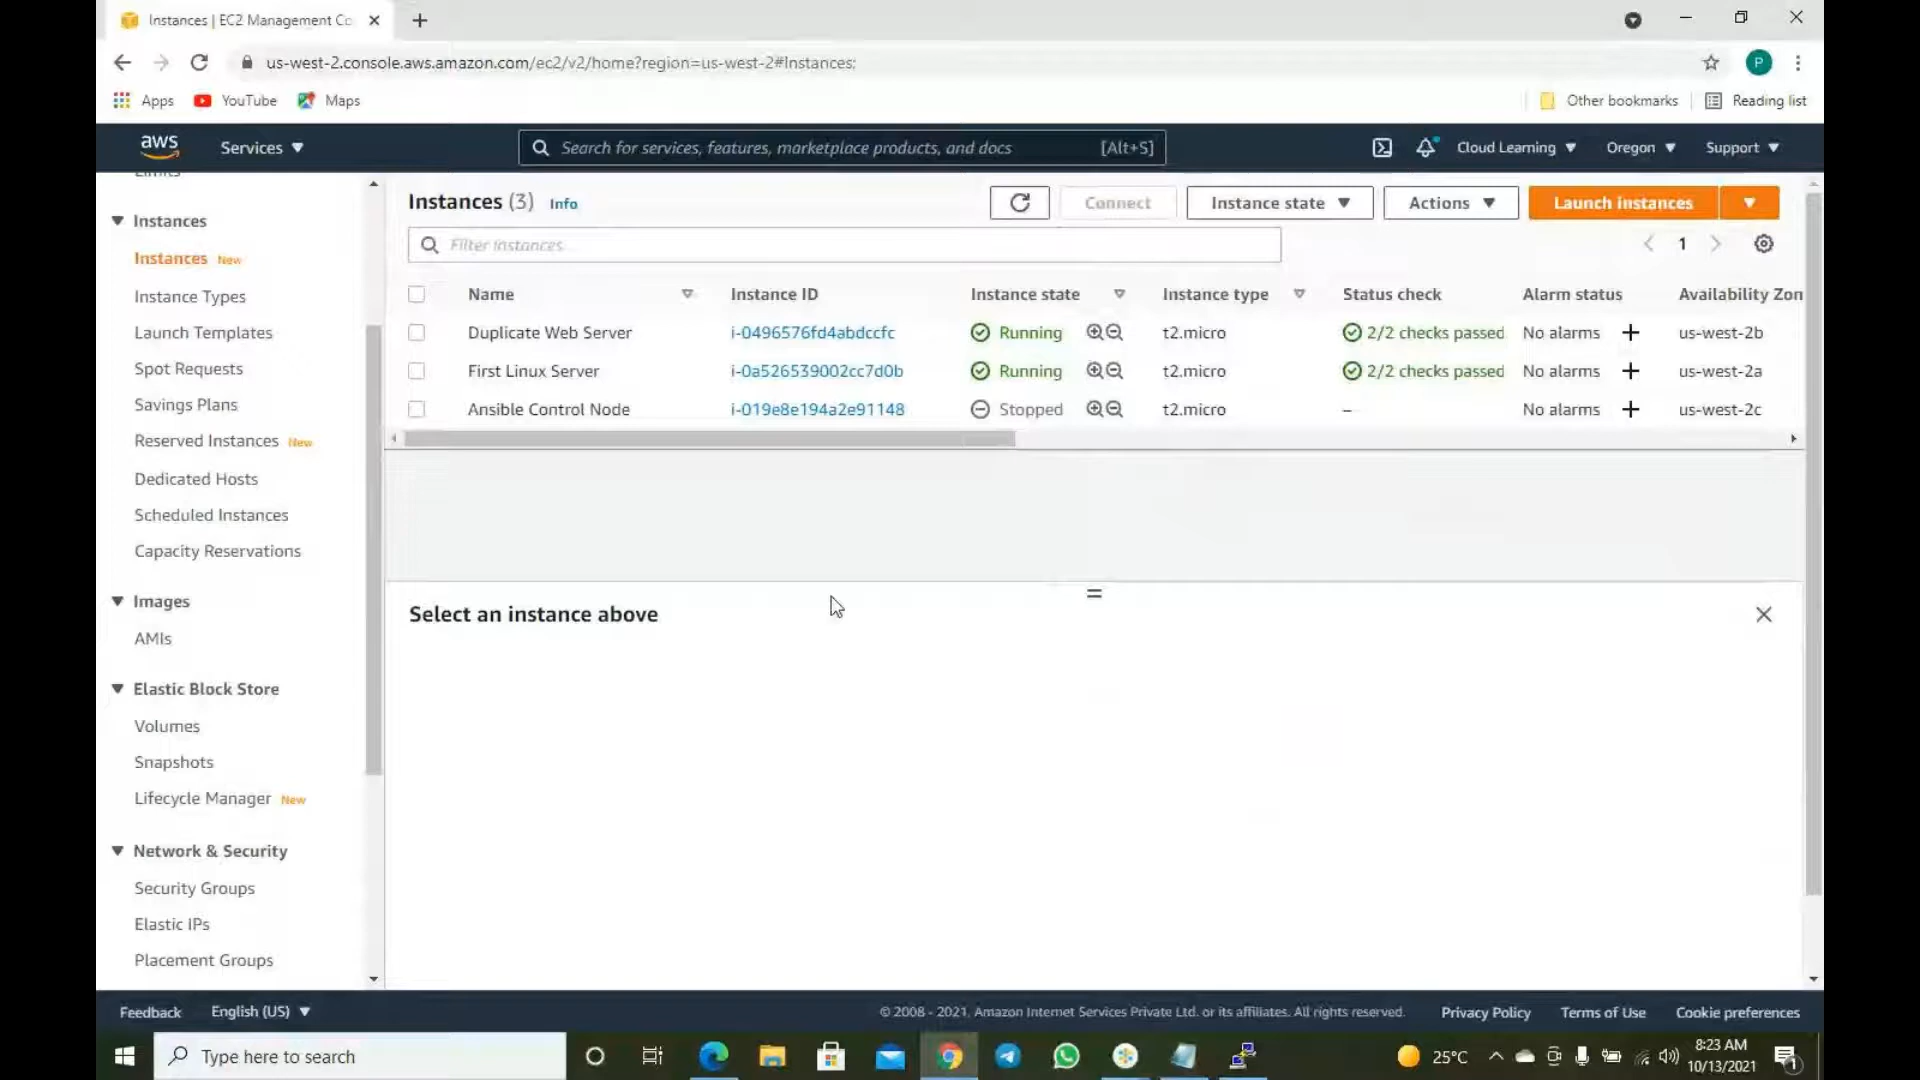 Instances | EC2 Management Co
us-west-2.console.aws.amazon.com/ec2/v2/home?region=us-west-2#Instances:
P
Apps
YouTube
Maps
Other bookmarks
Reading list
aws
Services
Search for services, features, marketplace products, and docs
[Alt+S]
Cloud Learning
Oregon
Support
Limits
Instances
Instances New
Instance Types
Launch Templates
Spot Requests
Savings Plans
Reserved Instances New
Dedicated Hosts
Scheduled Instances
Capacity Reservations
Images
AMIs
Elastic Block Store
Volumes
Snapshots
Lifecycle Manager New
Network & Security
Security Groups
Elastic IPs
Placement Groups
Instances (3) Info
Connect
Instance state
Actions
Launch instances
Filter instances
1
Name Instance ID Instance state Instance type Status check Alarm status Availability Zon
Duplicate Web Server i-0496576fd4abdccfc Running t2.micro 2/2 checks passed No alarms + us-west-2b
First Linux Server i-0a526539002cc7d0b Running t2.micro 2/2 checks passed No alarms + us-west-2a
Ansible Control Node i-019e8e194a2e91148 Stopped t2.micro – No alarms + us-west-2c
Select an instance above
Feedback
English (US)
© 2008 - 2021, Amazon Internet Services Private Ltd. or its affiliates. All rights reserved.
Privacy Policy
Terms of Use
Cookie preferences
Type here to search
25°C
8:23 AM
10/13/2021
1